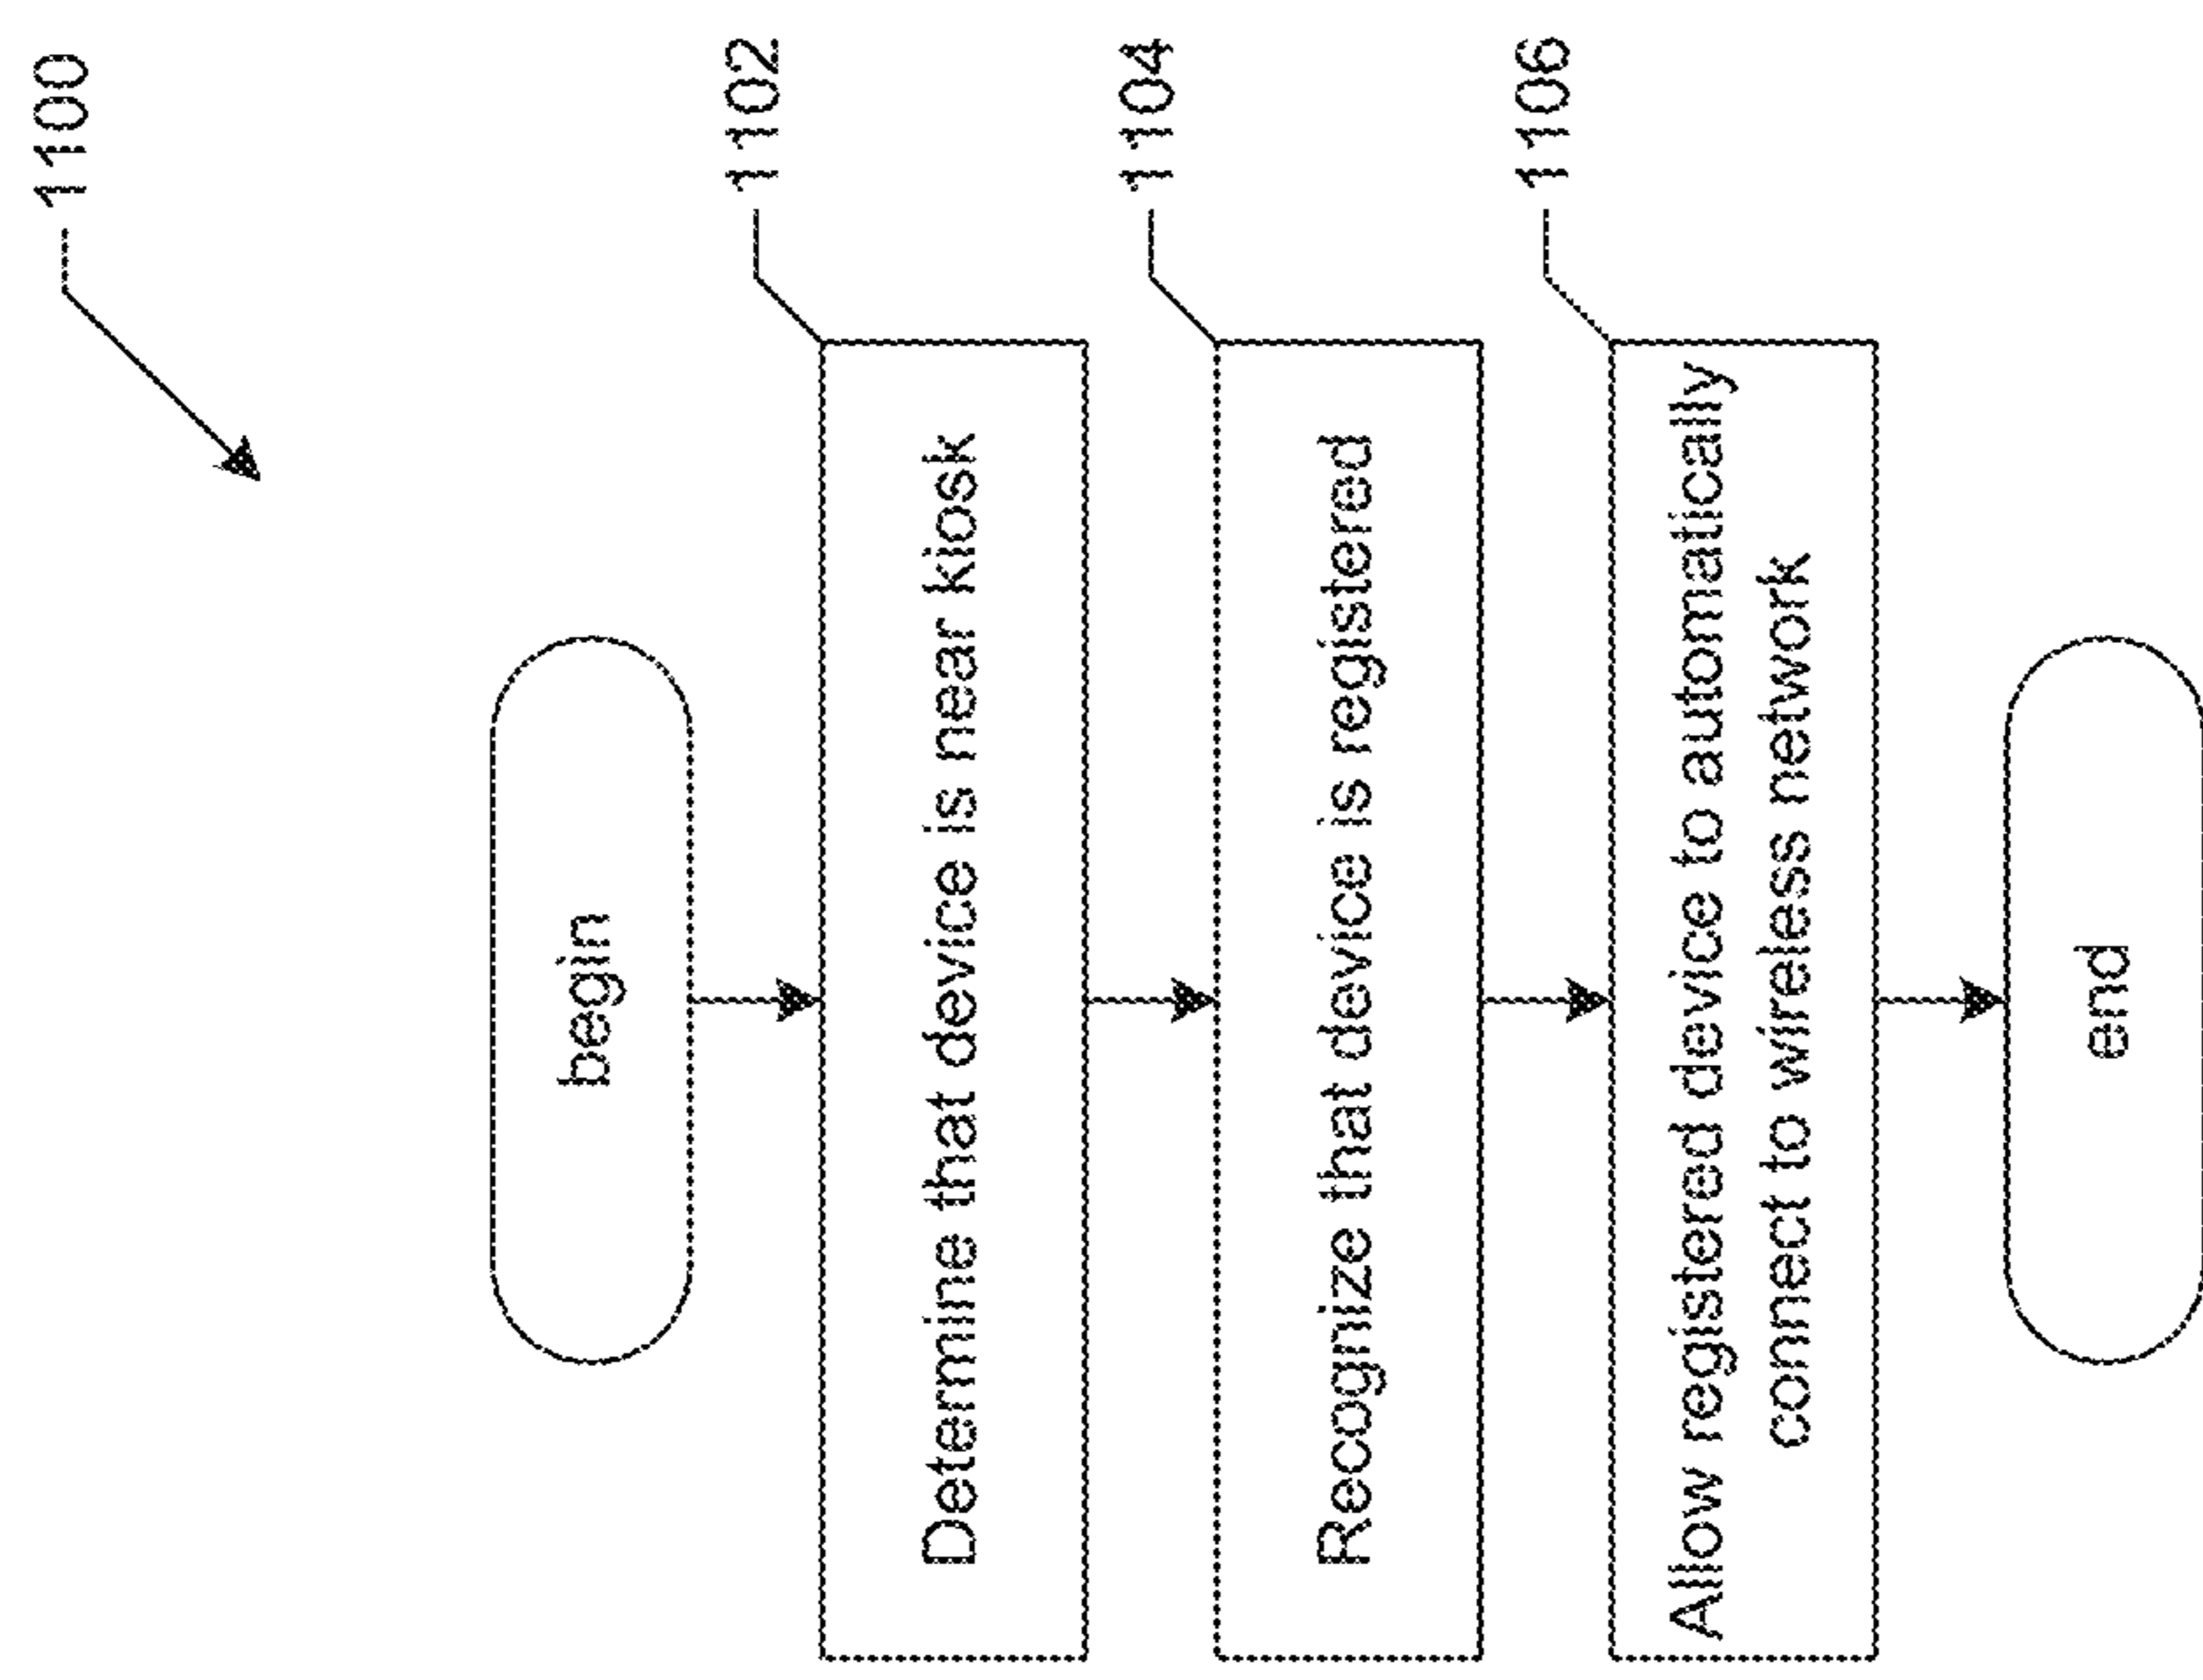 1100
begin
1102
Determine that device is near kiosk
1104
Recognize that device is registered
1106
Allow registered device to automatically
connect to wireless network
end